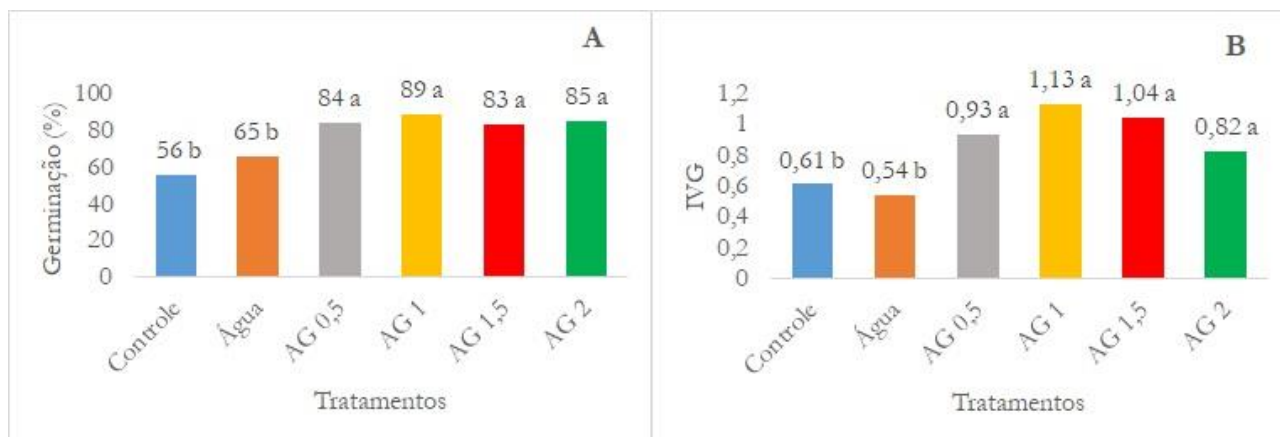 A
Germinação (%)
100
80
60
40
20
0
56 b
65 b
84 a
89 a
83 a
85 a
Controle
Água
AG 0,5
AG 1
AG 1,5
AG 2
Tratamentos
B
IVG
1,2
1
0,8
0,6
0,4
0,2
0
0,61 b
0,54 b
0,93 a
1,13 a
1,04 a
0,82 a
Controle
Água
AG 0,5
AG 1
AG 1,5
AG 2
Tratamentos